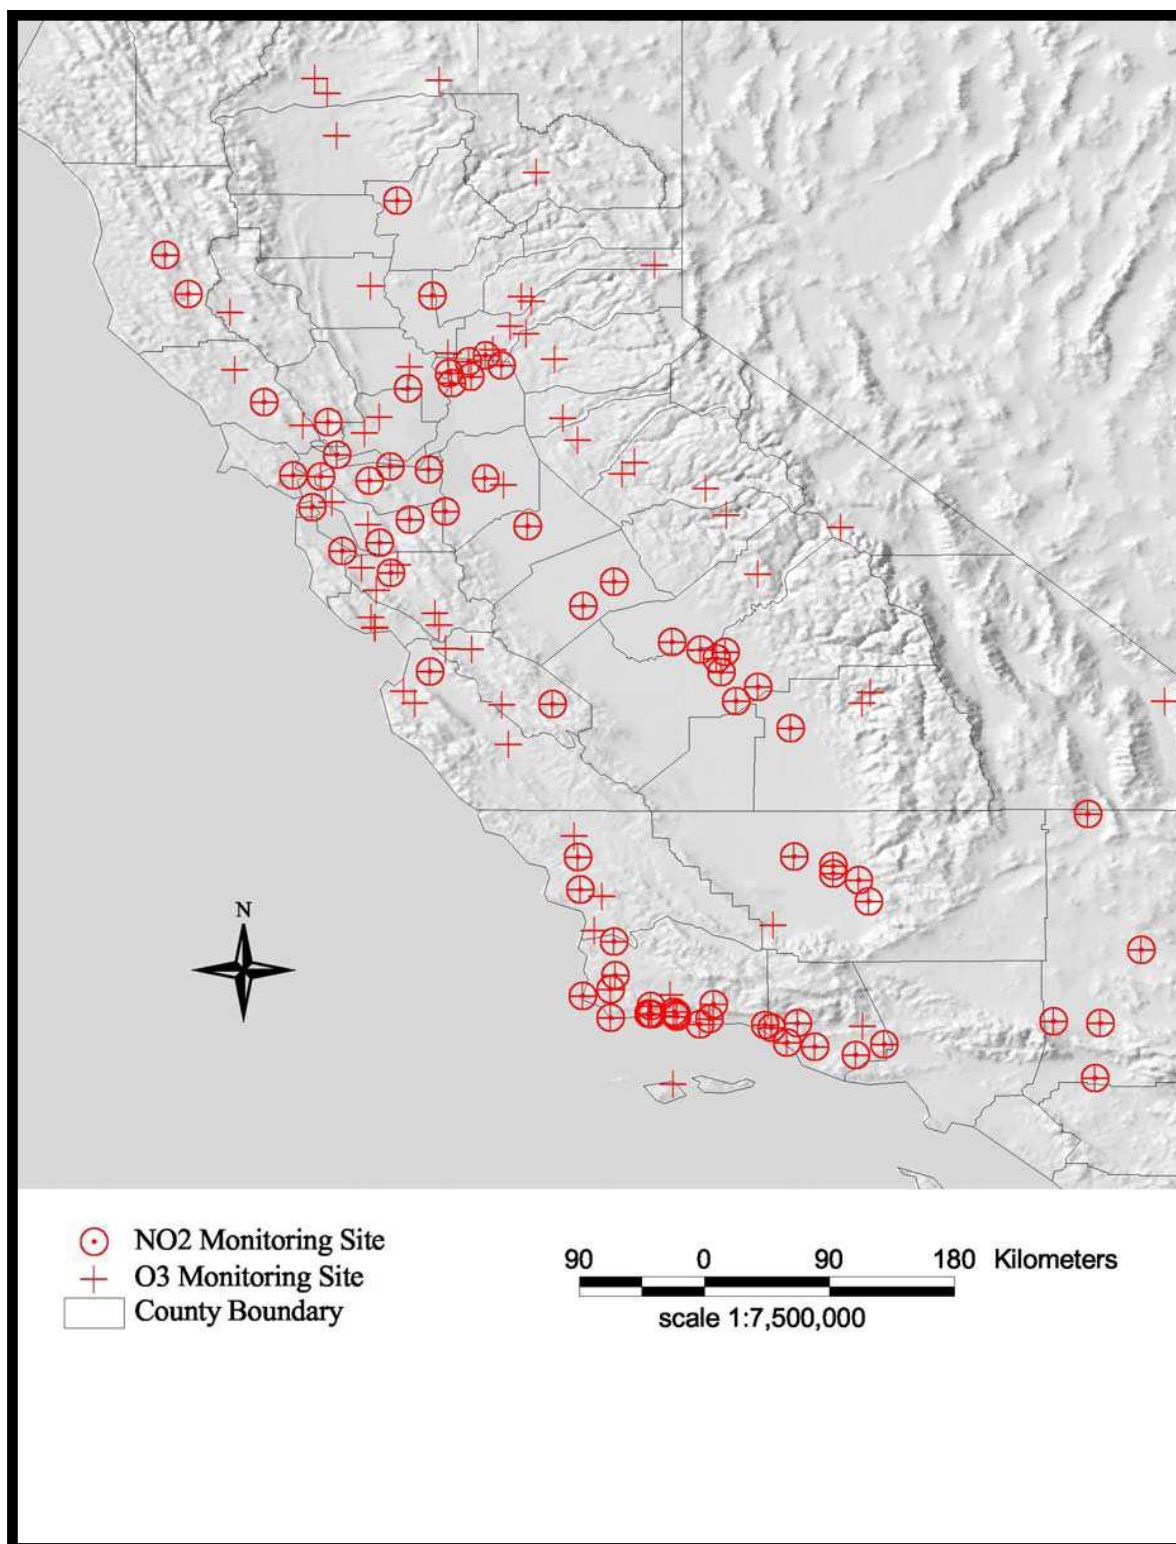 N
NO2 Monitoring Site
O3 Monitoring Site
County Boundary
90 0 90 180 Kilometers
scale 1:7,500,000